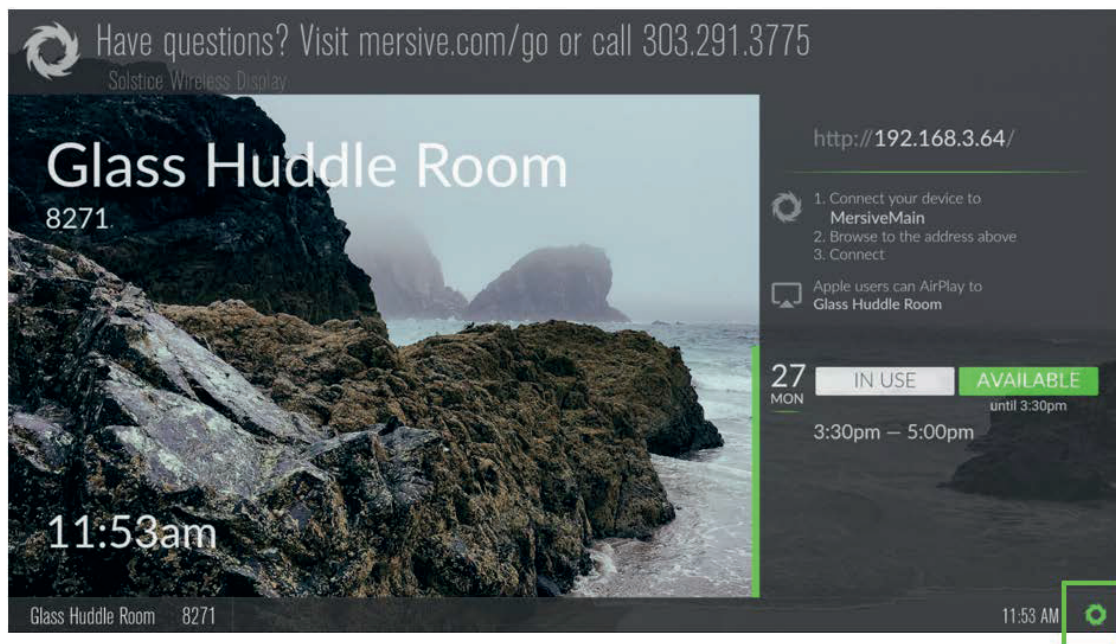 Have questions? Visit mersive.com/go or call 303.291.3775
Solstice Wireless Display
Glass Huddle Room
8271
11:53am
http://192.168.3.64/
1. Connect your device to
MersiveMain
2. Browse to the address above
3. Connect
Apple users can AirPlay to
Glass Huddle Room
27
MON
IN USE
AVAILABLE
until 3:30pm
3:30pm — 5:00pm
Glass Huddle Room 8271
11:53 AM